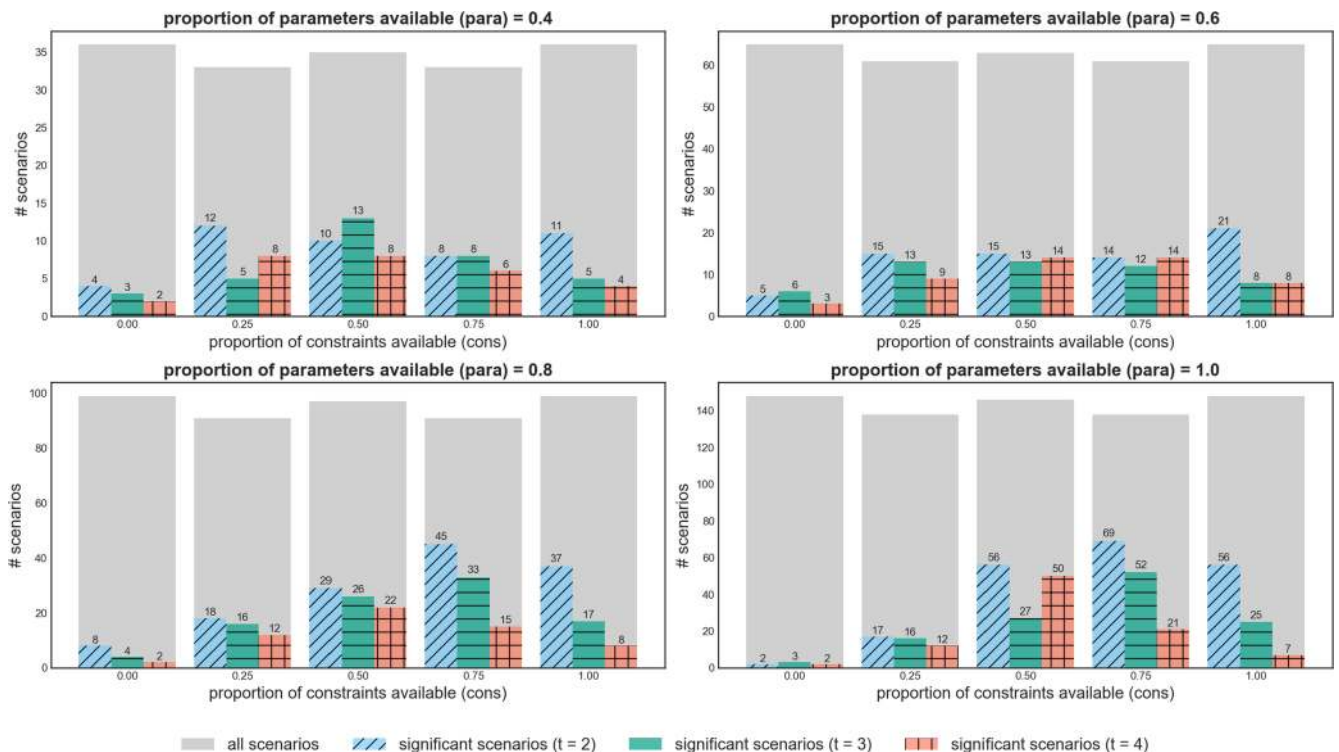 proportion of parameters available (para) = 0.4
35
30
25
20
15
10
5
0
# scenarios
4 3 2
12 5 8
10 13 8
8 8 6
11 5 4
0.00 0.25 0.50 0.75 1.00
proportion of constraints available (cons)
proportion of parameters available (para) = 0.6
60
50
40
30
20
10
0
# scenarios
5 6 3
15 13 9
15 13 14
14 12 14
21 8 8
0.00 0.25 0.50 0.75 1.00
proportion of constraints available (cons)
proportion of parameters available (para) = 0.8
100
80
60
40
20
0
# scenarios
8 4 2
18 16 12
29 26 22
45 33 15
37 17 8
0.00 0.25 0.50 0.75 1.00
proportion of constraints available (cons)
proportion of parameters available (para) = 1.0
140
120
100
80
60
40
20
0
# scenarios
2 3 2
17 16 12
56 27 50
69 52 21
56 25 7
0.00 0.25 0.50 0.75 1.00
proportion of constraints available (cons)
all scenarios significant scenarios (t = 2) significant scenarios (t = 3) significant scenarios (t = 4)